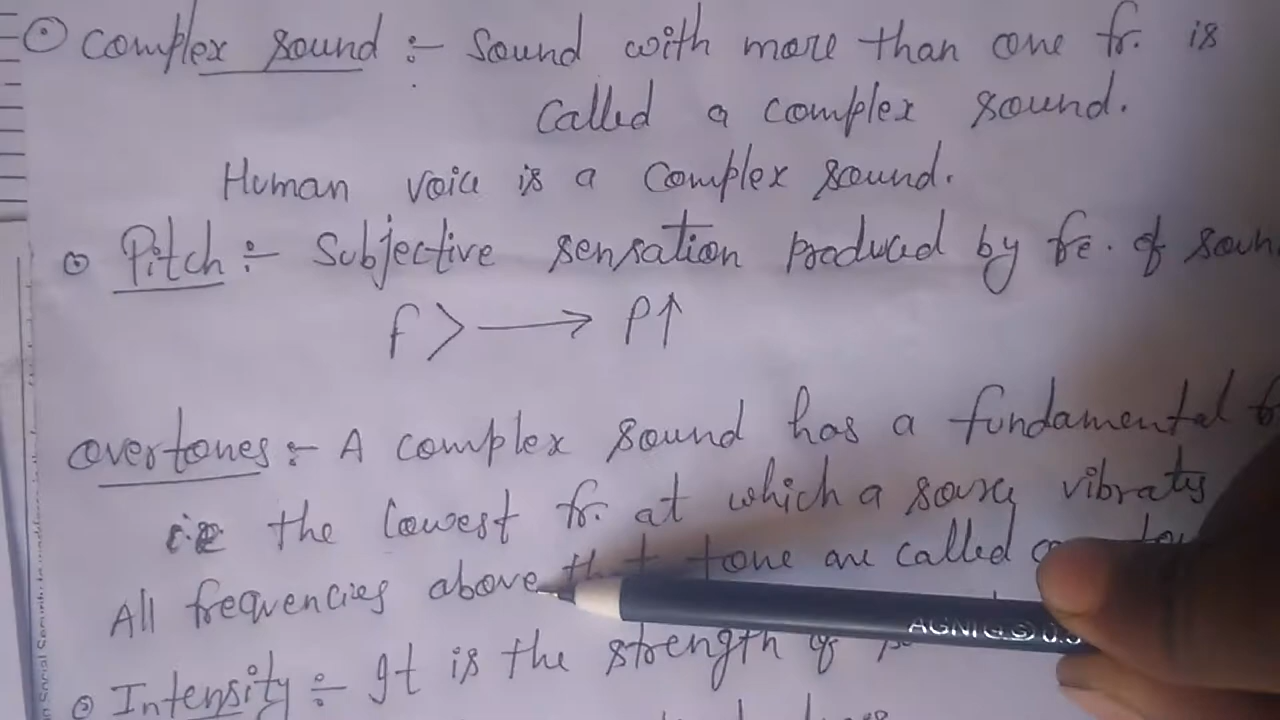 Complex sound :- Sound with more than one fr. is
called a complex sound.
Human voice is a complex sound.
Pitch :- Subjective sensation produced by fe. of soun
f > → P↑
overtones :- A complex sound has a fundamental
i.e the lowest fr. at which a vibrates
All frequencies above tone are called
Intensity :- It is the strength of
AGNI